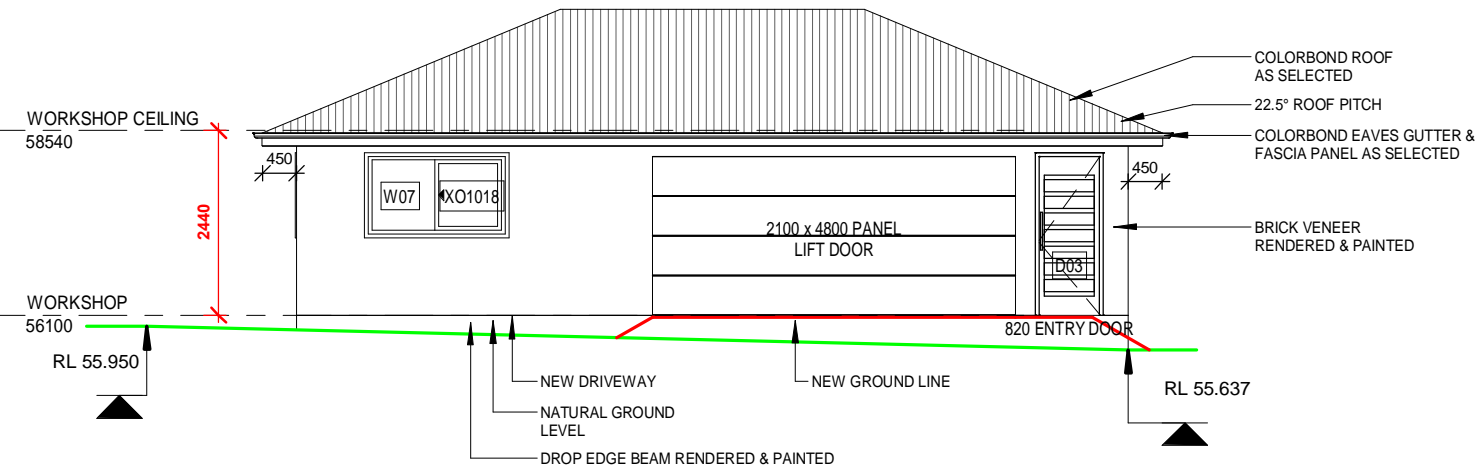 COLORBOND ROOF
AS SELECTED
22.5° ROOF PITCH
COLORBOND EAVES GUTTER &
FASCIA PANEL AS SELECTED
WORKSHOP CEILING
58540
450
450
W07
XO1018
2440
2100 x 4800 PANEL
LIFT DOOR
D03
BRICK VENEER
RENDERED & PAINTED
WORKSHOP
56100
820 ENTRY DOOR
RL 55.950
RL 55.637
NEW DRIVEWAY
NEW GROUND LINE
NATURAL GROUND
LEVEL
DROP EDGE BEAM RENDERED & PAINTED